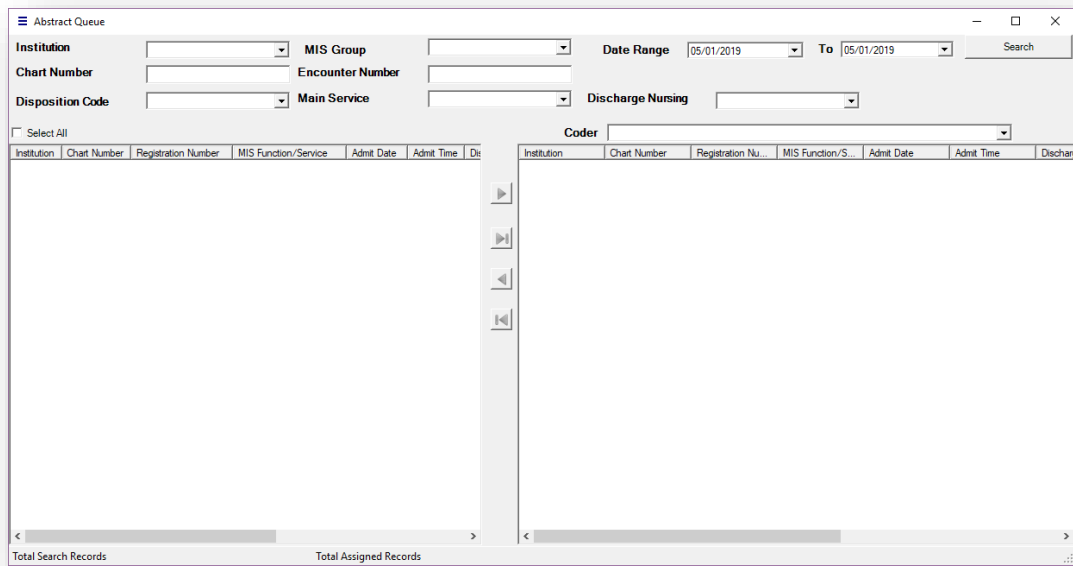 Abstract Queue
Institution MIS Group Date Range 05/01/2019 To 05/01/2019 Search
Chart Number Encounter Number
Disposition Code Main Service Discharge Nursing
Select All Coder
Institution Chart Number Registration Number MIS Function/Service Admit Date Admit Time Dis Institution Chart Number Registration Nu... MIS Function/S... Admit Date Admit Time Dischar
Total Search Records Total Assigned Records